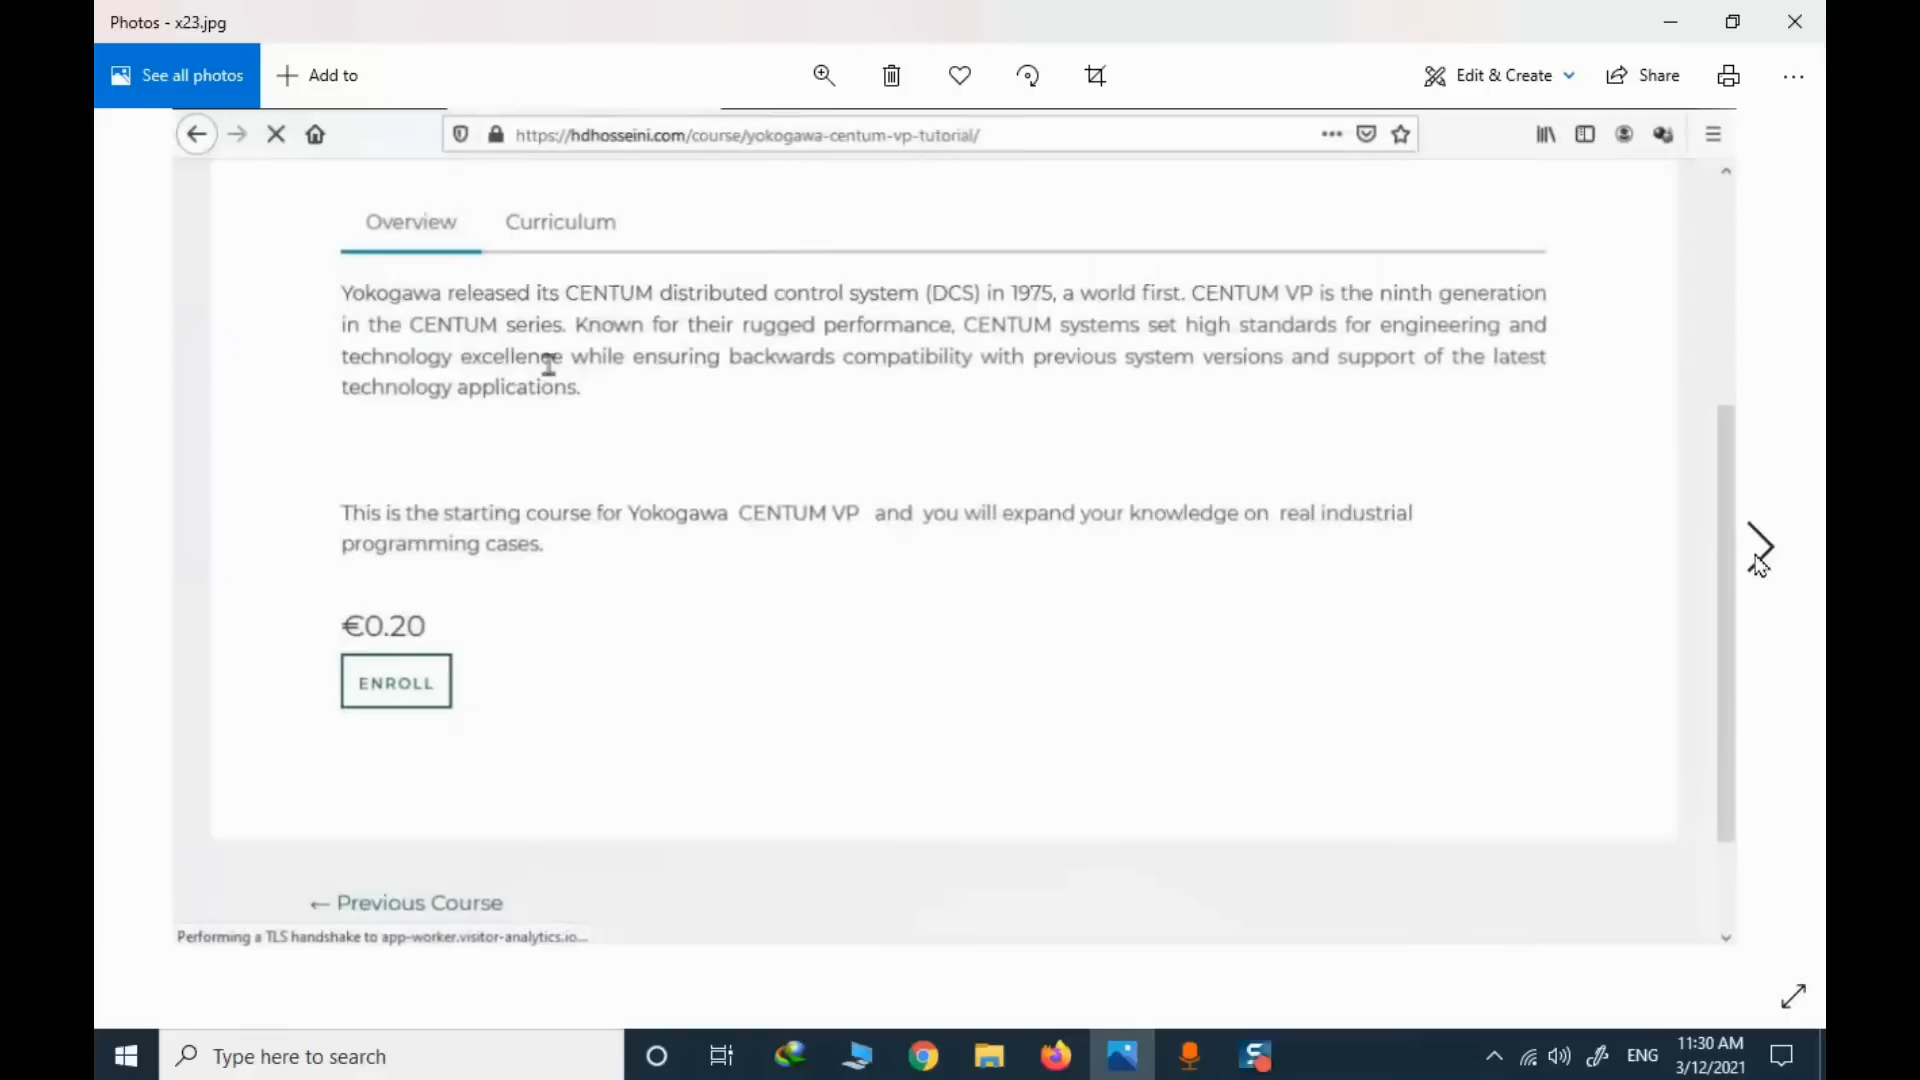 Photos - x23.jpg
See all photos
Add to
Edit & Create
Share
https://hdhosseini.com/course/yokogawa-centum-vp-tutorial/
Overview Curriculum
Yokogawa released its CENTUM distributed control system (DCS) in 1975, a world first. CENTUM VP is the ninth generation
in the CENTUM series. Known for their rugged performance, CENTUM systems set high standards for engineering and
technology excellence while ensuring backwards compatibility with previous system versions and support of the latest
technology applications.
This is the starting course for Yokogawa CENTUM VP and you will expand your knowledge on real industrial
programming cases.
€0.20
ENROLL
← Previous Course
Performing a TLS handshake to app-worker.visitor-analytics.io...
Type here to search
ENG
11:30 AM
3/12/2021